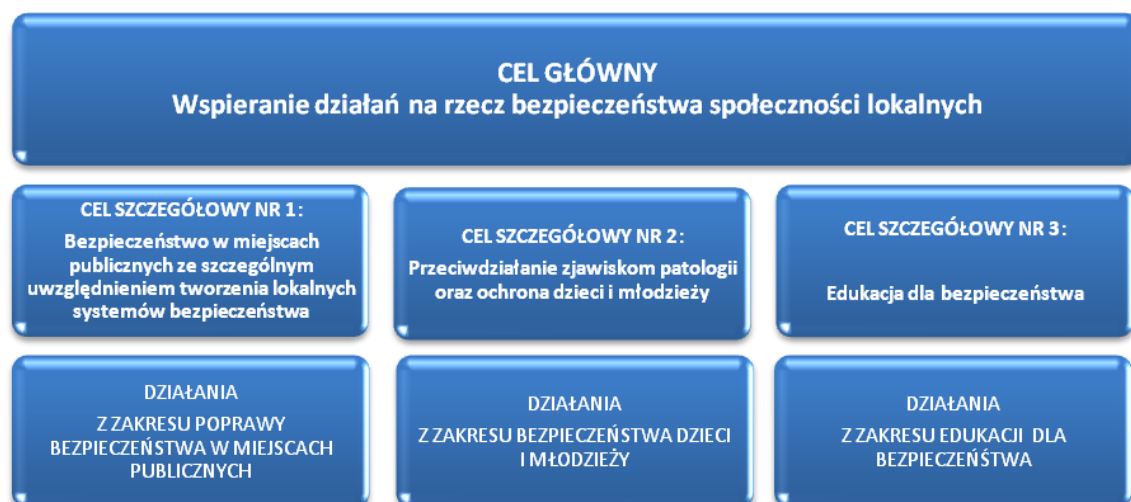 CEL GŁÓWNY
Wspieranie działań na rzecz bezpieczeństwa społeczności lokalnych
CEL SZCZEGÓŁOWY NR 1:
Bezpieczeństwo w miejscach
publicznych ze szczególnym
uwzględnieniem tworzenia lokalnych
systemów bezpieczeństwa
CEL SZCZEGÓŁOWY NR 2:
Przeciwdziałanie zjawiskom patologii
oraz ochrona dzieci i młodzieży
CEL SZCZEGÓŁOWY NR 3:
Edukacja dla bezpieczeństwa
DZIAŁANIA
Z ZAKRESU POPRAWY
BEZPIECZEŃSTWA W MIEJSCACH
PUBLICZNYCH
DZIAŁANIA
Z ZAKRESU BEZPIECZEŃSTWA DZIECI
I MŁODZIEŻY
DZIAŁANIA
Z ZAKRESU EDUKACJI DLA
BEZPIECZEŃŚTWA